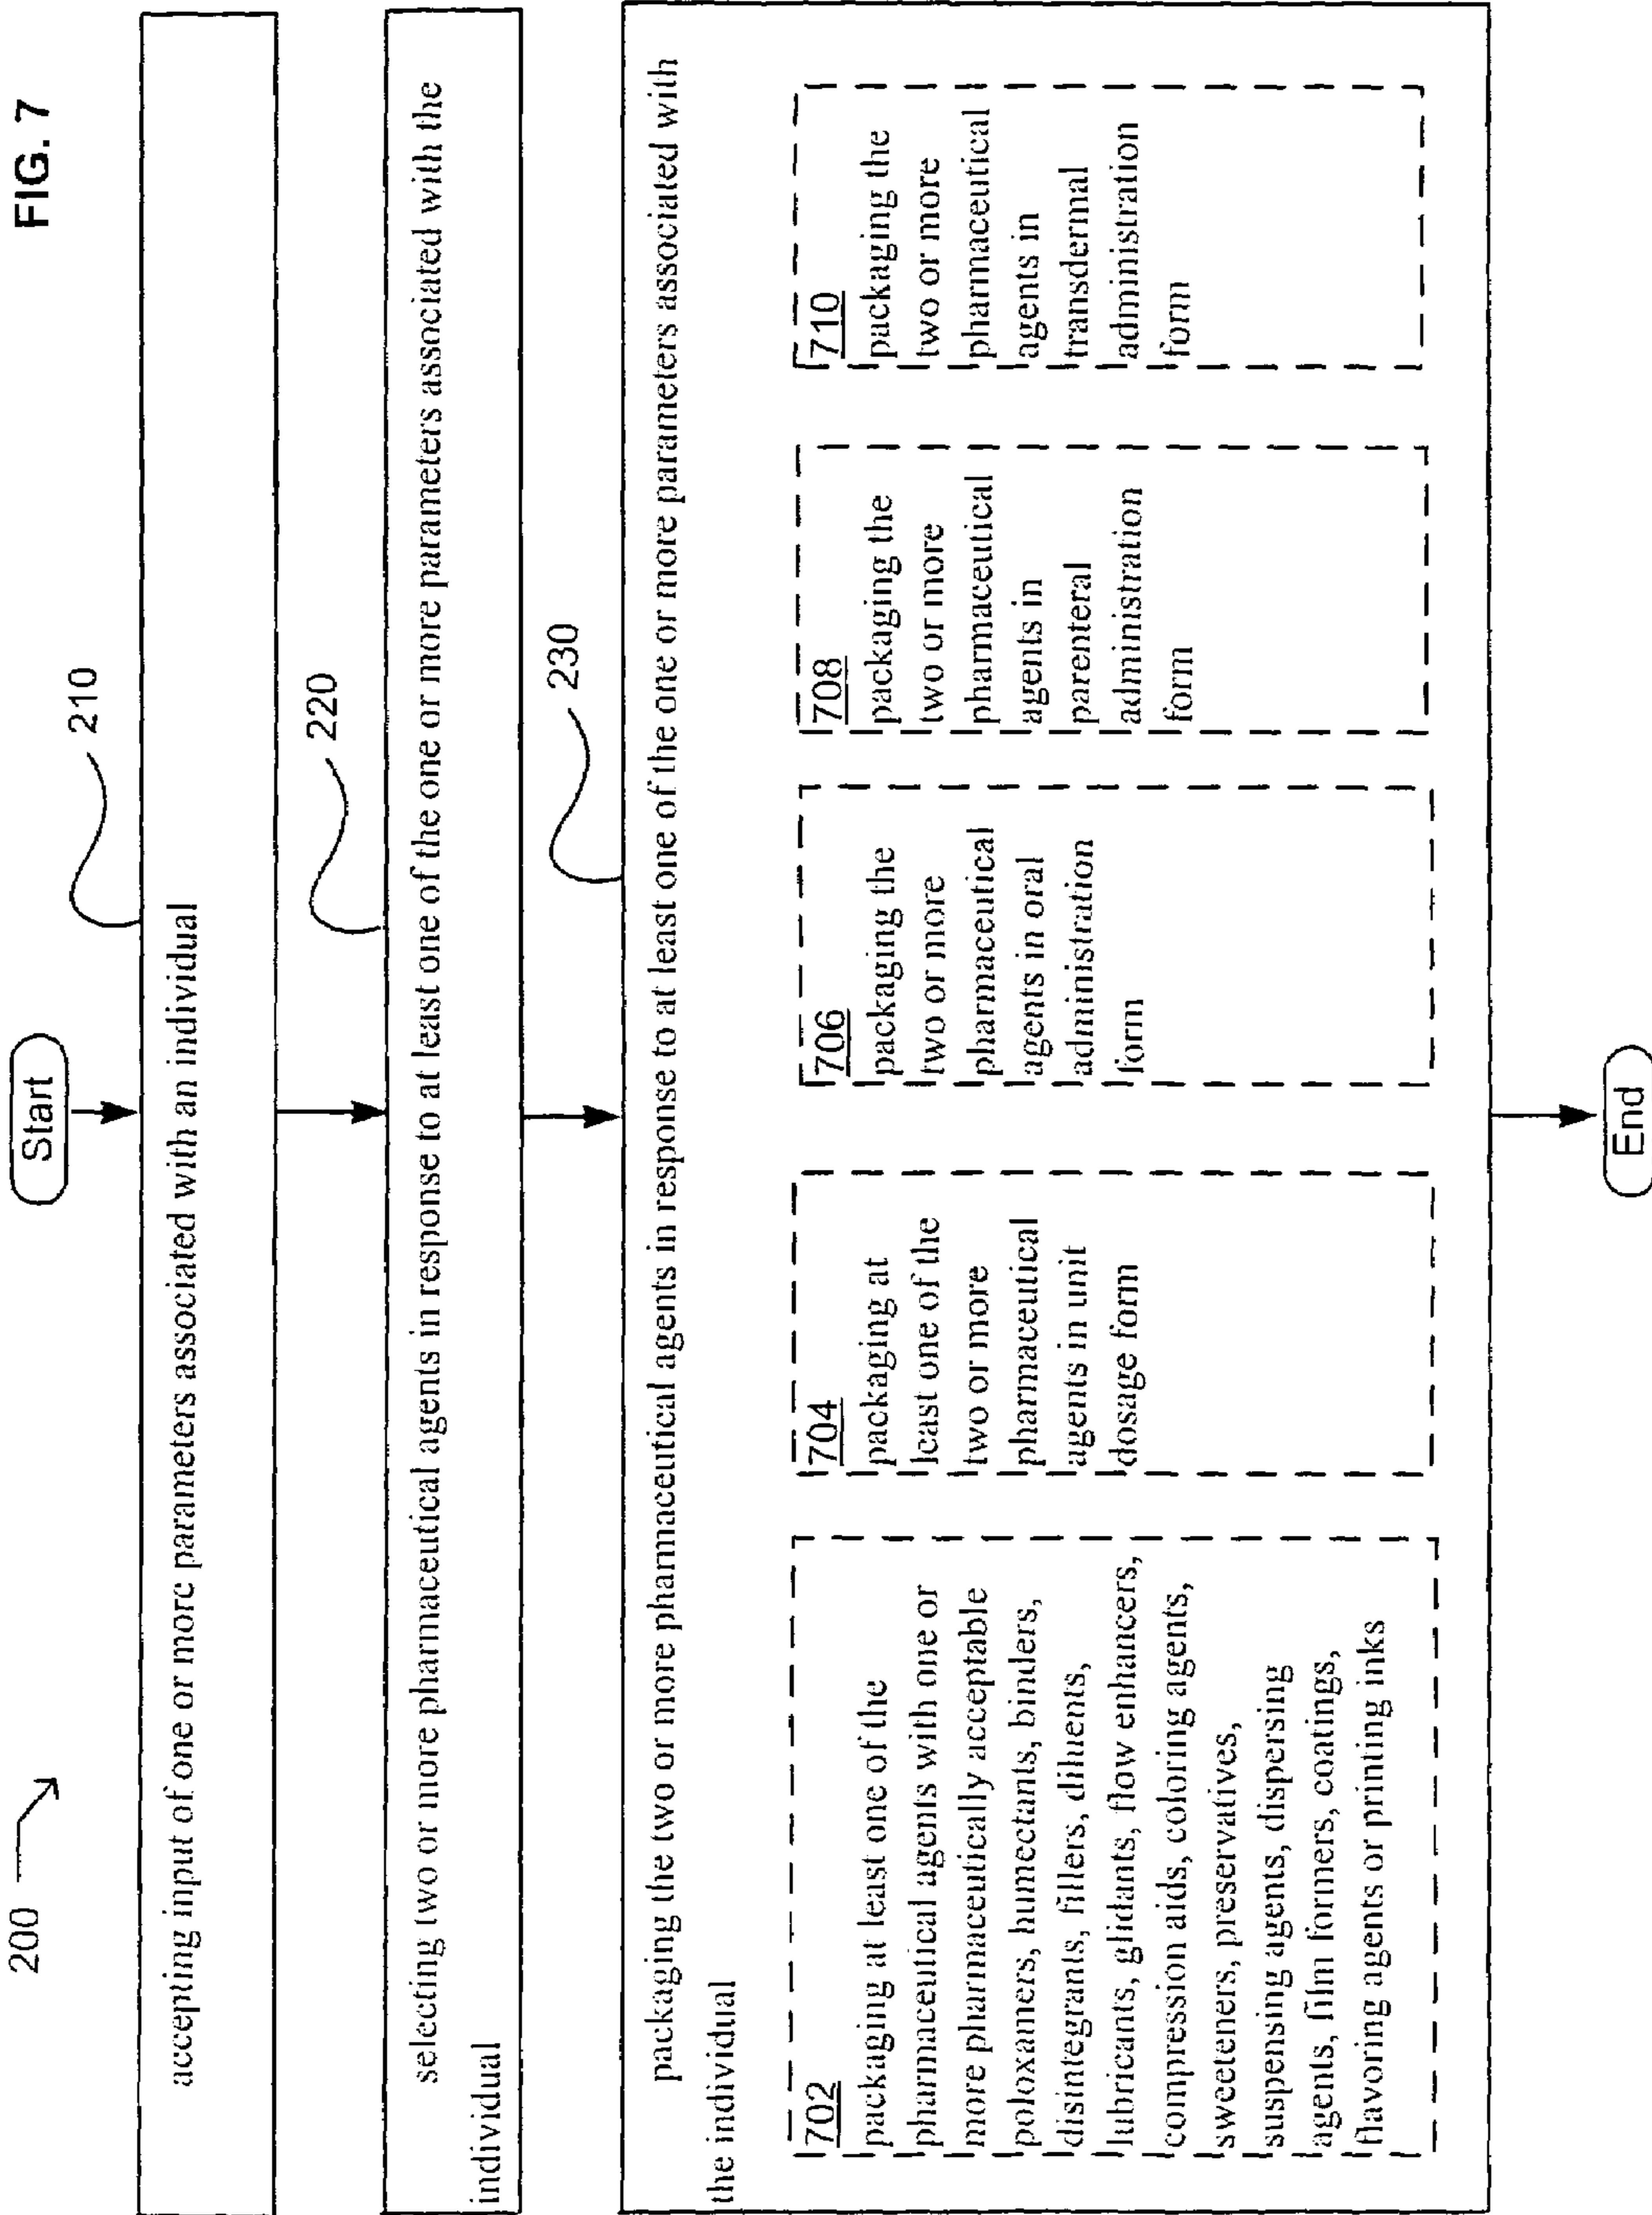 FIG. 7
200
Start
210
accepting input of one or more parameters associated with an individual
220
selecting two or more pharmaceutical agents in response to at least one of the one or more parameters associated with the
individual
230
packaging the two or more pharmaceutical agents in response to at least one of the one or more parameters associated with
the individual
702
packaging at least one of the
pharmaceutical agents with one or
more pharmaceutically acceptable
poloxamers, humectants, binders,
disintegrants, fillers, diluents,
lubricants, glidants, flow enhancers,
compression aids, coloring agents,
sweeteners, preservatives,
suspending agents, dispersing
agents, film formers, coatings,
flavoring agents or printing inks
704
packaging at
least one of the
two or more
pharmaceutical
agents in unit
dosage form
706
packaging the
two or more
pharmaceutical
agents in oral
administration
form
708
packaging the
two or more
pharmaceutical
agents in
parenteral
administration
form
710
packaging the
two or more
pharmaceutical
agents in
transdermal
administration
form
End